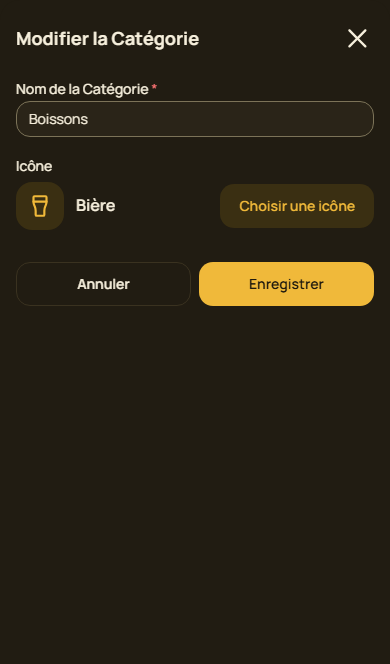 Modifier la Catégorie
Nom de la Catégorie *
Boissons
Icône
Bière
Choisir une icône
Annuler
Enregistrer